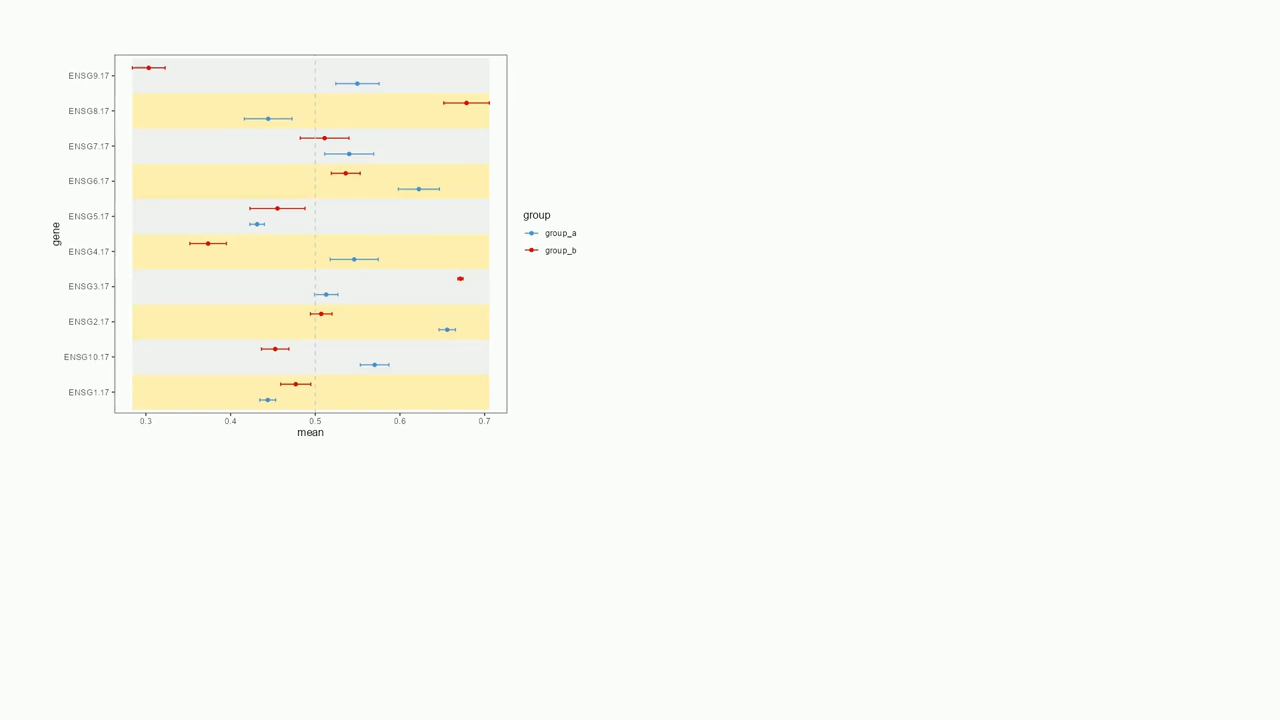 ENSG9.17
ENSG8.17
ENSG7.17
ENSG6.17
ENSG5.17
ENSG4.17
ENSG3.17
ENSG2.17
ENSG10.17
ENSG1.17
gene
0.3 0.4 0.5 0.6 0.7
mean
group
group_a
group_b